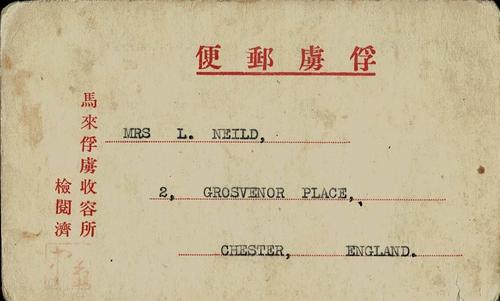 俘虜郵便
馬來俘虜收容所
檢閲濟
MRS L. NEILD,
2, GROSVENOR PLACE,
CHESTER, ENGLAND.